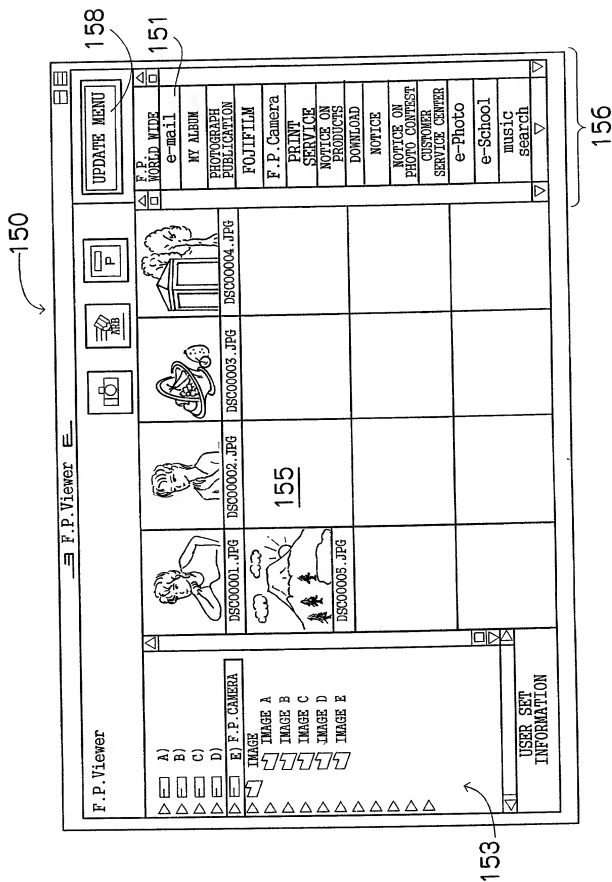 150
F.P.Viewer
F.P.Viewer
ARB
P
UPDATE MENU
158
A)
B)
C)
D)
E) F.P.CAMERA
IMAGE
IMAGE A
IMAGE B
IMAGE C
IMAGE D
IMAGE E
153
USER SET
INFORMATION
DSC00001.JPG
DSC00002.JPG
DSC00003.JPG
DSC00004.JPG
155
DSC00005.JPG
F.P.
WORLD WIDE
e-mail
151
MY ALBUM
PHOTOGRAPH
PUBLICATION
FOJIFILM
F.P.Camera
PRINT
SERVICE
NOTICE ON
PRODUCTS
DOWNLOAD
NOTICE
NOTICE ON
PHOTO CONTEST
CUSTOMER
SERVICE CENTER
e-Photo
e-School
music
search
156